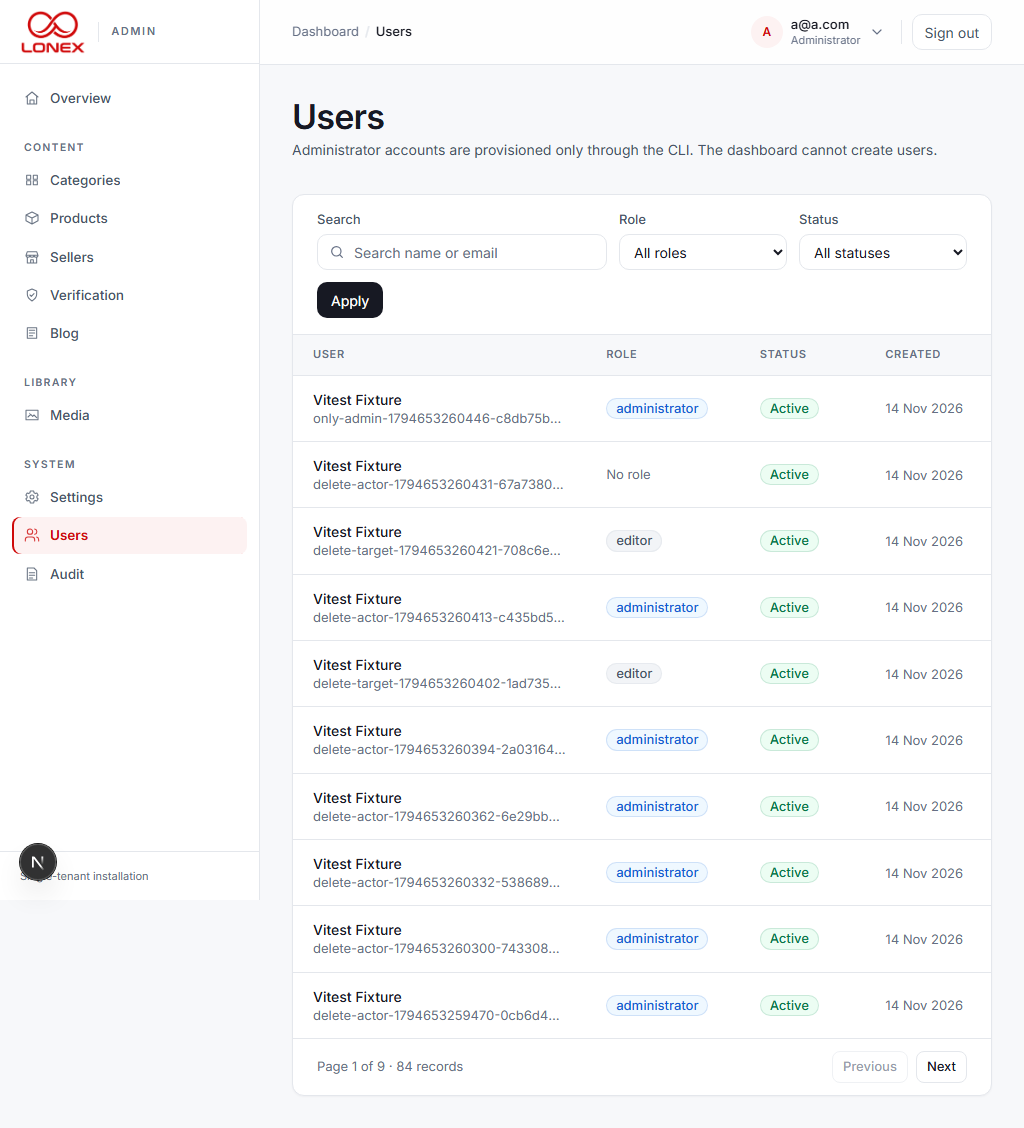 LONEX
ADMIN
Dashboard / Users
A
a@a.com
Administrator
Sign out
Overview
CONTENT
Categories
Products
Sellers
Verification
Blog
LIBRARY
Media
SYSTEM
Settings
Users
Audit
N
-tenant installation
Users
Administrator accounts are provisioned only through the CLI. The dashboard cannot create users.
Search
Role
Status
Search name or email
All roles
All statuses
Apply
USER ROLE STATUS CREATED
Vitest Fixture
only-admin-1794653260446-c8db75b...
administrator
Active
14 Nov 2026
Vitest Fixture
delete-actor-1794653260431-67a7380...
No role
Active
14 Nov 2026
Vitest Fixture
delete-target-1794653260421-708c6e...
editor
Active
14 Nov 2026
Vitest Fixture
delete-actor-1794653260413-c435bd5...
administrator
Active
14 Nov 2026
Vitest Fixture
delete-target-1794653260402-1ad735...
editor
Active
14 Nov 2026
Vitest Fixture
delete-actor-1794653260394-2a03164...
administrator
Active
14 Nov 2026
Vitest Fixture
delete-actor-1794653260362-6e29bb...
administrator
Active
14 Nov 2026
Vitest Fixture
delete-actor-1794653260332-538689...
administrator
Active
14 Nov 2026
Vitest Fixture
delete-actor-1794653260300-743308...
administrator
Active
14 Nov 2026
Vitest Fixture
delete-actor-1794653259470-0cb6d4...
administrator
Active
14 Nov 2026
Page 1 of 9 · 84 records
Previous
Next